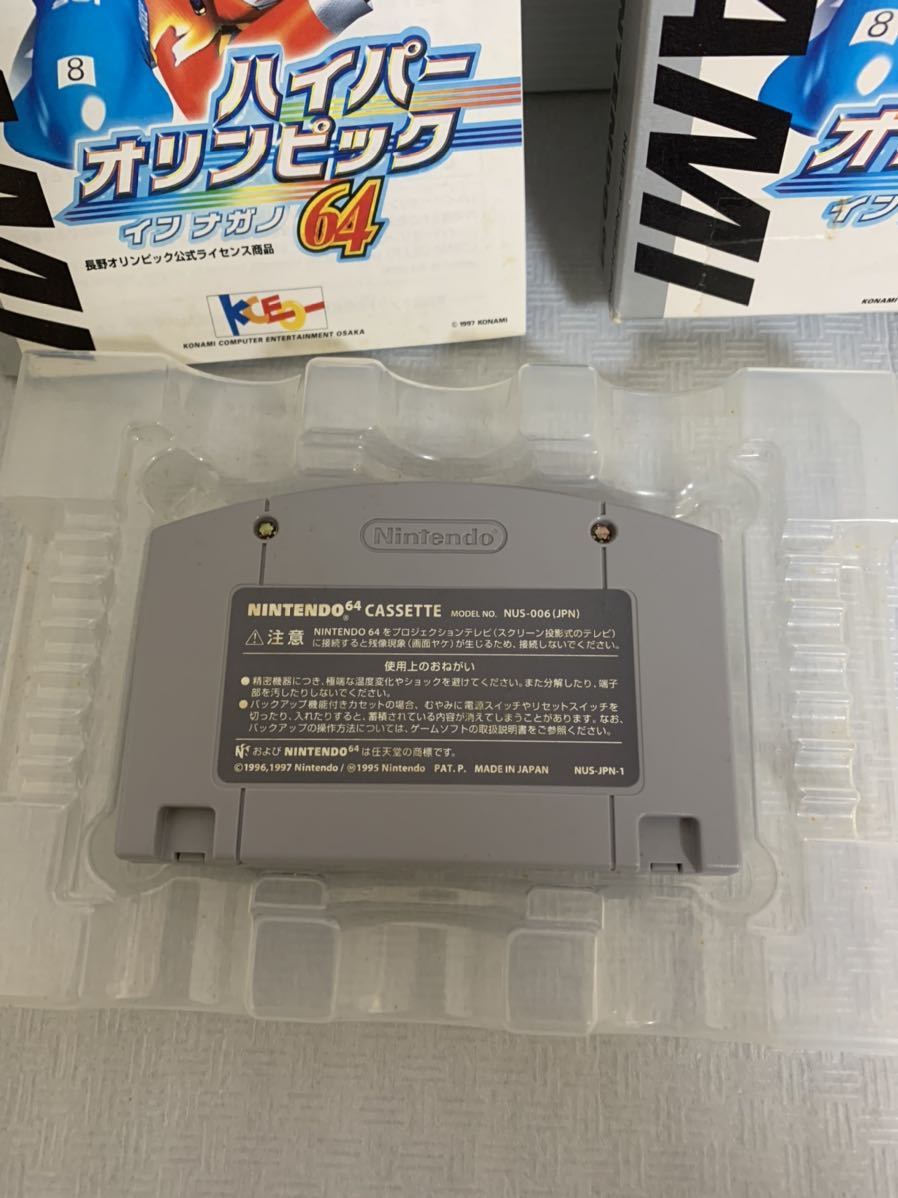 8
ハイパー
オリンピック
イン ナガノ 64
長野オリンピック公式ライセンス商品
KCEO
KONAMI COMPUTER ENTERTAINMENT OSAKA
© 1997 KONAMI
AMI
8
オ
イン
KONAMI
Nintendo
NINTENDO64 CASSETTE MODEL NO. NUS-006(JPN)
⚠注意 NINTENDO 64 をプロジェクションテレビ(スクリーン投影式のテレビ)
に接続すると残像現象(画面ヤケ)が生じるため、接続しないでください。
使用上のおねがい
●精密機器につき、極端な温度変化やショックを避けてください。また分解したり、端子
部を汚したりしないでください。
●バックアップ機能付きカセットの場合、むやみに電源スイッチやリセットスイッチを
切ったり、入れたりすると、蓄積されている内容が消えてしまうことがあります。なお、
バックアップの操作方法については、ゲームソフトの取扱説明書をご参照ください。
および NINTENDO64 は任天堂の商標です。
©1996,1997 Nintendo / Ⓜ1995 Nintendo PAT. P. MADE IN JAPAN NUS-JPN-1